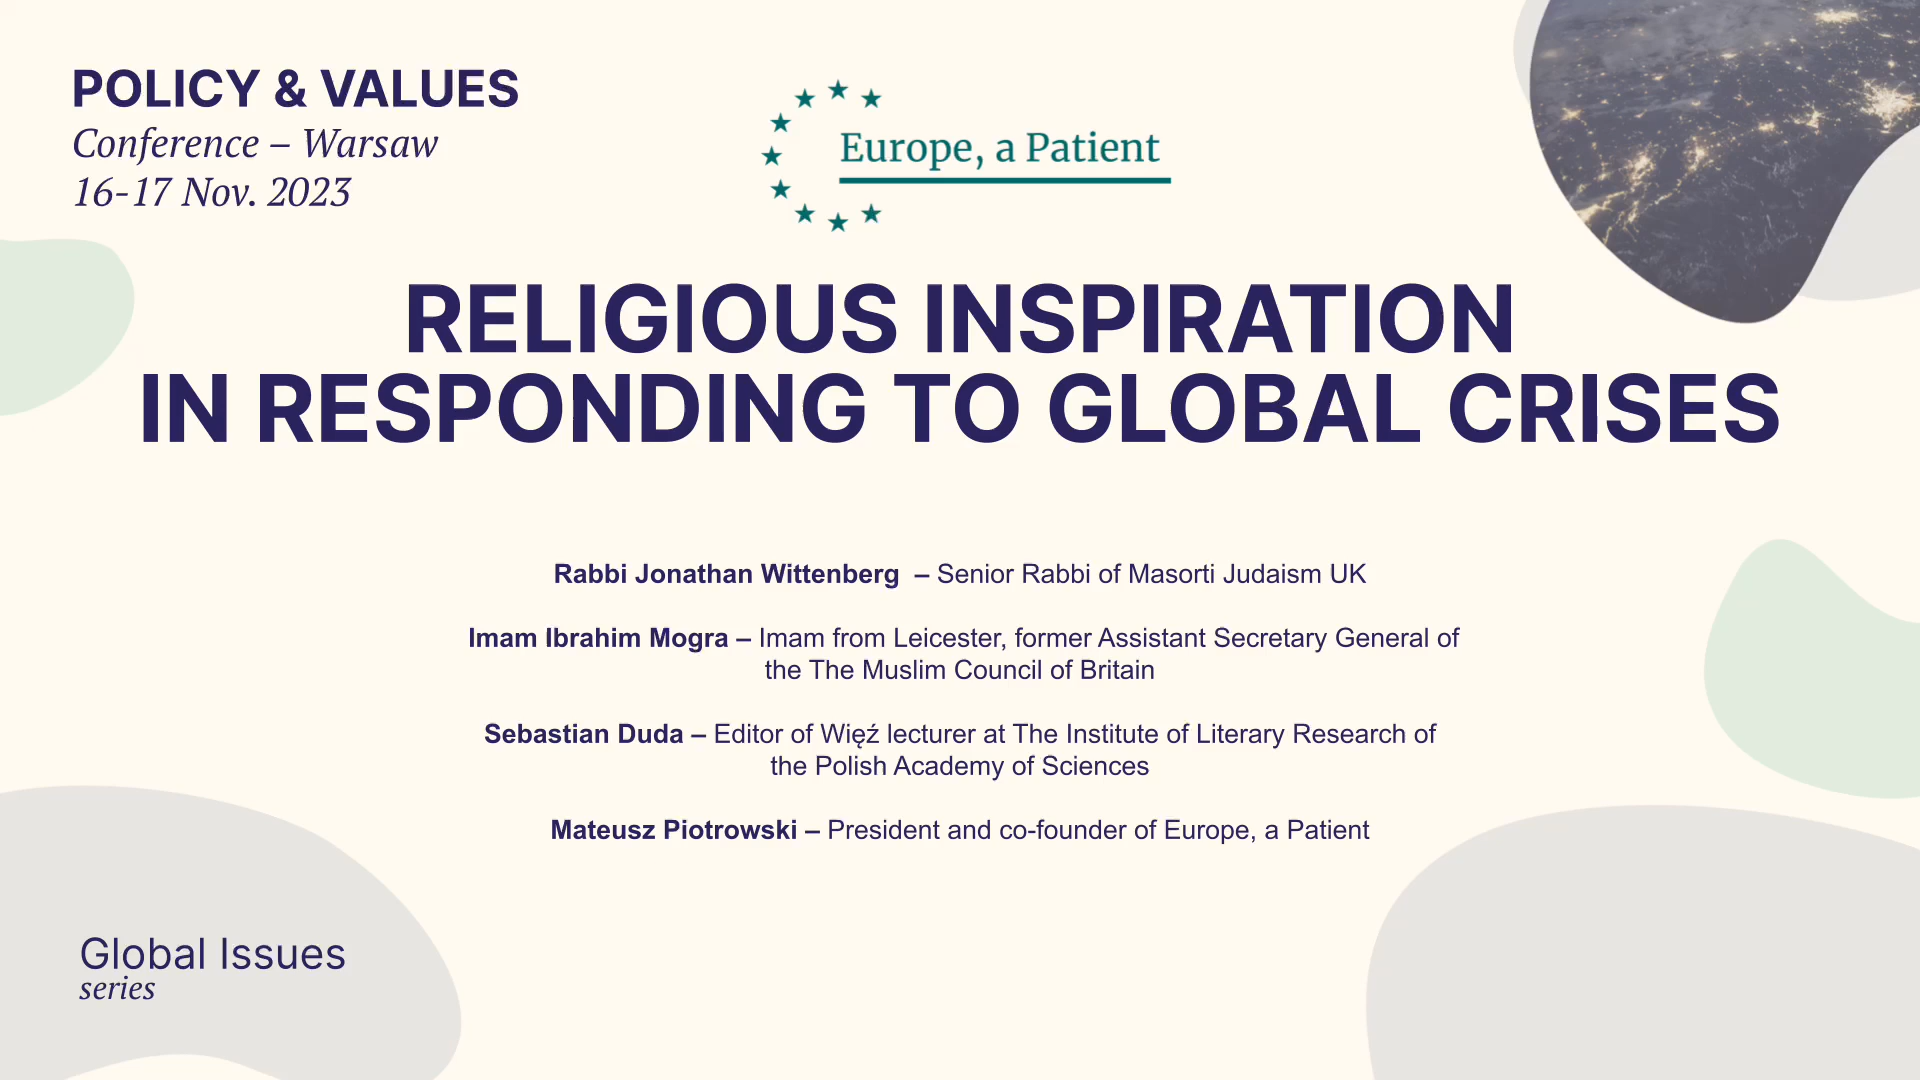 POLICY & VALUES
Conference – Warsaw
16-17 Nov. 2023
Europe, a Patient
RELIGIOUS INSPIRATION
IN RESPONDING TO GLOBAL CRISES
Rabbi Jonathan Wittenberg – Senior Rabbi of Masorti Judaism UK
Imam Ibrahim Mogra – Imam from Leicester, former Assistant Secretary General of
the The Muslim Council of Britain
Sebastian Duda – Editor of Więź lecturer at The Institute of Literary Research of
the Polish Academy of Sciences
Mateusz Piotrowski – President and co-founder of Europe, a Patient
Global Issues
series